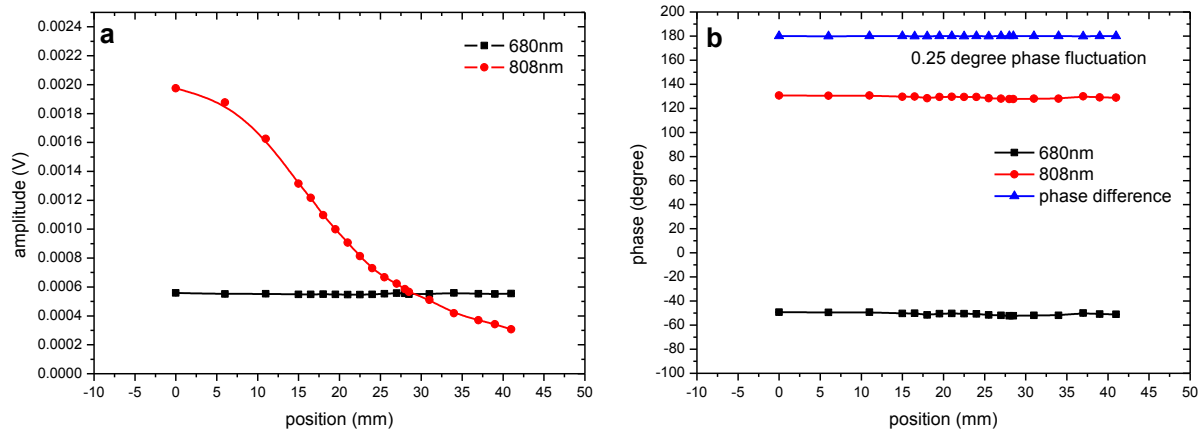 a
680nm
808nm
0.0024
0.0022
0.0020
0.0018
0.0016
0.0014
0.0012
0.0010
0.0008
0.0006
0.0004
0.0002
0.0000
amplitude (V)
-10 -5 0 5 10 15 20 25 30 35 40 45 50
position (mm)
b
0.25 degree phase fluctuation
680nm
808nm
phase difference
200
180
160
140
120
100
80
60
40
20
0
-20
-40
-60
-80
-100
phase (degree)
-10 -5 0 5 10 15 20 25 30 35 40 45 50
position (mm)